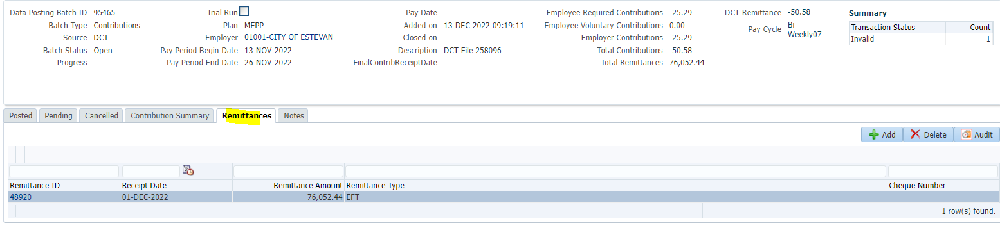 Data Posting Batch ID 95465 Trial Run Pay Date Employee Required Contributions -25.29 DCT Remittance -50.58 Summary
Batch Type Contributions Plan MEPP Added on 13-DEC-2022 09:19:11 Employee Voluntary Contributions 0.00 Pay Cycle Bi Weekly07 Transaction Status Count
Source DCT Employer 01001-CITY OF ESTEVAN Closed on Employer Contributions -25.29 Invalid 1
Batch Status Open Pay Period Begin Date 13-NOV-2022 Description DCT File 258096 Total Contributions -50.58
Progress Pay Period End Date 26-NOV-2022 FinalContribReceiptDate Total Remittances 76,052.44
Posted Pending Cancelled Contribution Summary Remittances Notes
Add Delete Audit
Remittance ID Receipt Date Remittance Amount Remittance Type Cheque Number
48920 01-DEC-2022 76,052.44 EFT
1 row(s) found.